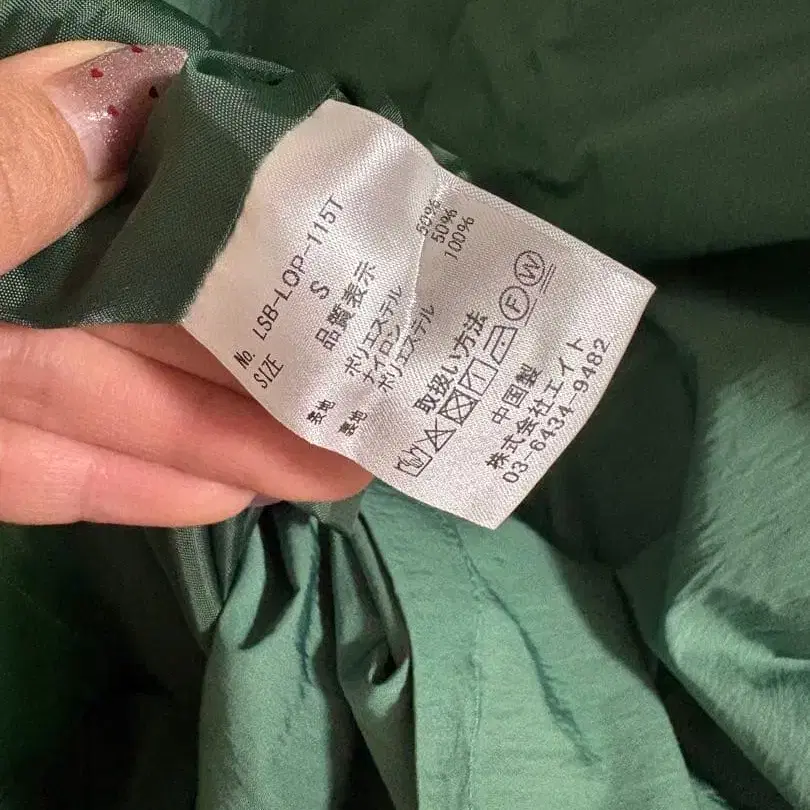 No. LSB-LOP-115T
SIZE S
品質表示
表地 ポリエステル 50%
ナイロン 50%
裏地 ポリエステル 100%
取扱い方法
F W
中国製
株式会社エイト
03-6434-9482